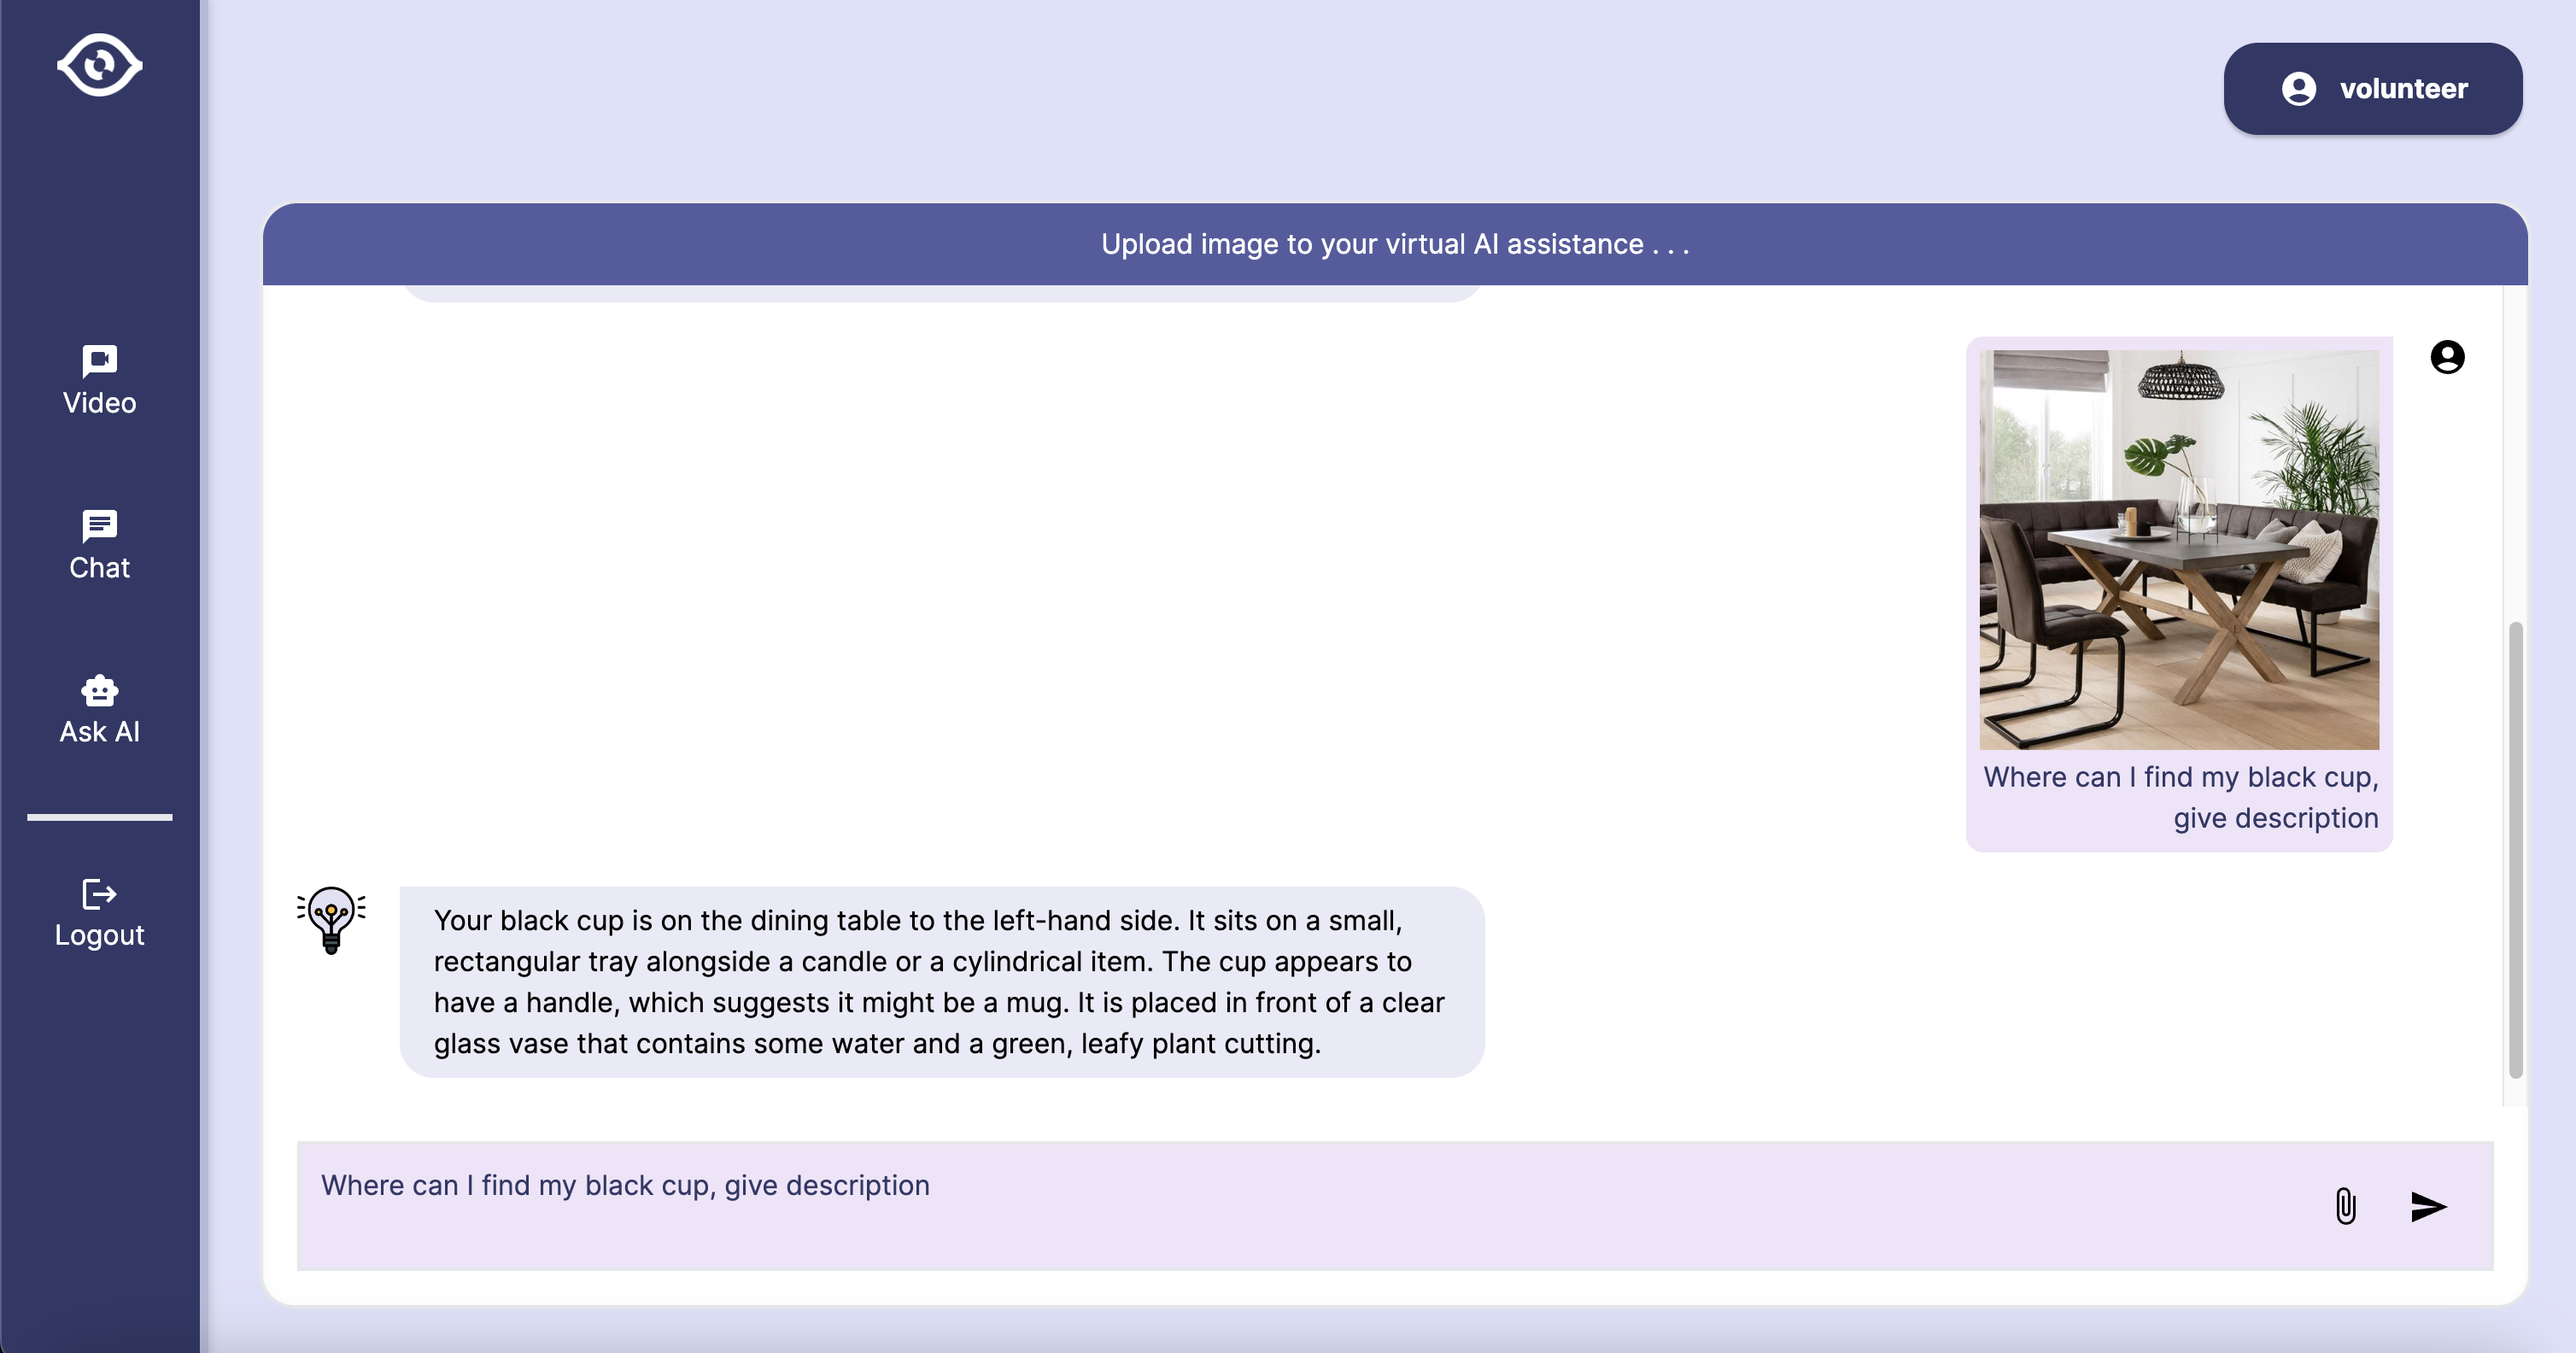 volunteer
Upload image to your virtual AI assistance . . .
Video
Chat
Ask AI
Logout
Where can I find my black cup,
give description
Your black cup is on the dining table to the left-hand side. It sits on a small,
rectangular tray alongside a candle or a cylindrical item. The cup appears to
have a handle, which suggests it might be a mug. It is placed in front of a clear
glass vase that contains some water and a green, leafy plant cutting.
Where can I find my black cup, give description